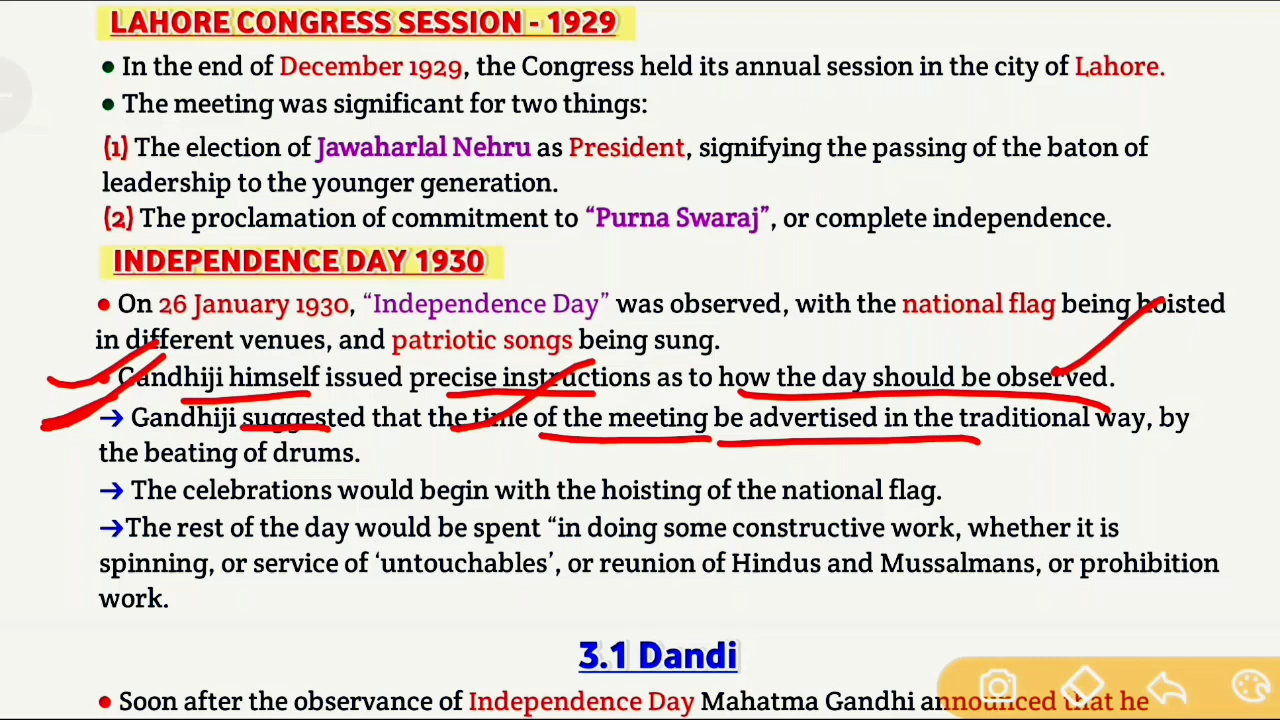 LAHORE CONGRESS SESSION - 1929
• In the end of December 1929, the Congress held its annual session in the city of Lahore.
• The meeting was significant for two things:
(1) The election of Jawaharlal Nehru as President, signifying the passing of the baton of
leadership to the younger generation.
(2) The proclamation of commitment to “Purna Swaraj”, or complete independence.
INDEPENDENCE DAY 1930
• On 26 January 1930, “Independence Day” was observed, with the national flag being hoisted
in different venues, and patriotic songs being sung.
• Gandhiji himself issued precise instructions as to how the day should be observed.
→ Gandhiji suggested that the time of the meeting be advertised in the traditional way, by
the beating of drums.
→ The celebrations would begin with the hoisting of the national flag.
→The rest of the day would be spent “in doing some constructive work, whether it is
spinning, or service of ‘untouchables’, or reunion of Hindus and Mussalmans, or prohibition
work.
3.1 Dandi
• Soon after the observance of Independence Day Mahatma Gandhi announced that he